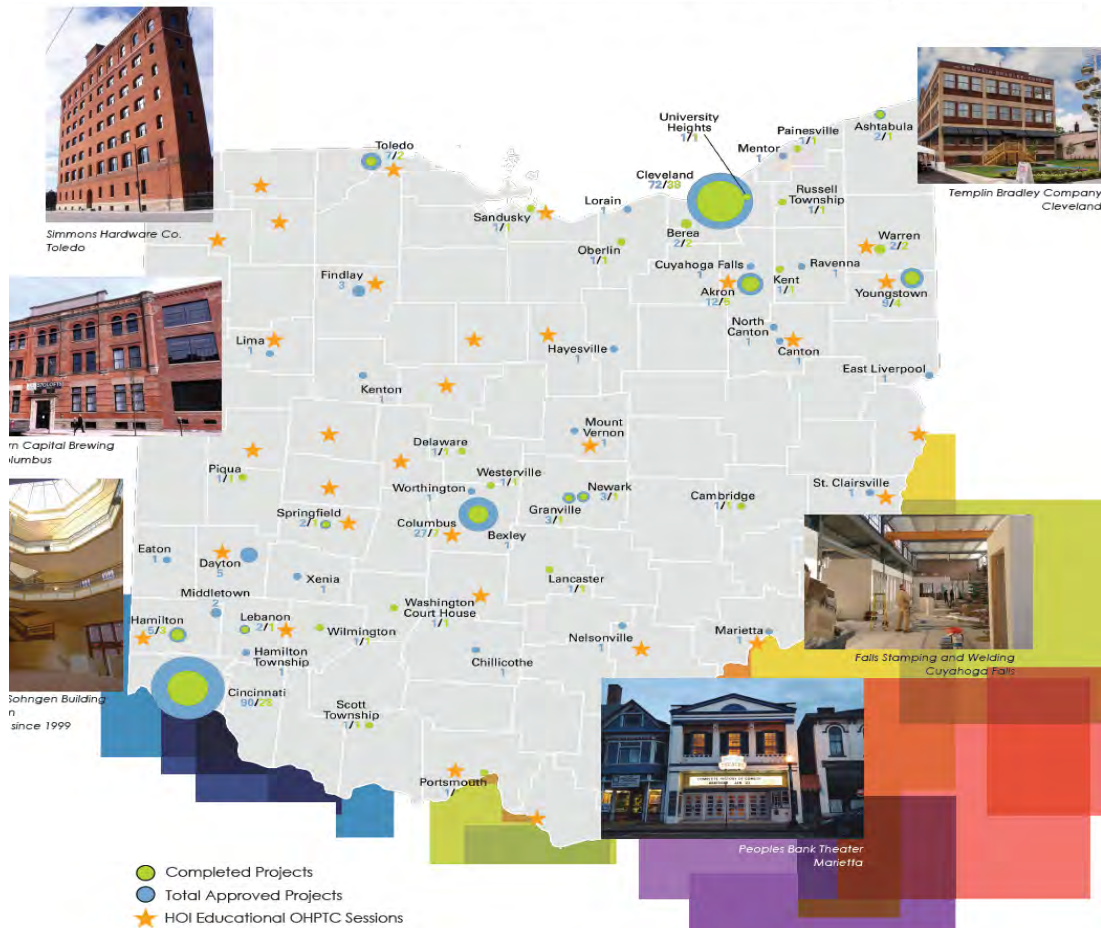 Simmons Hardware Co.
Toledo
Toledo
7/2
Sandusky
1/1
Lorain
1
Oberlin
1/1
Cleveland
72/39
University
Heights
1/1
Mentor
1
Painesville
1/1
Ashtabula
2/1
Templin Bradley Company
Cleveland
Russell
Township
1/1
Berea
2/2
Warren
2/2
Cuyahoga Falls
1
Ravenna
1
Kent
1/1
Akron
12/5
Youngstown
9/4
Findlay
3
Lima
1
Kenton
1
Hayesville
1
North
Canton
1
Canton
1
East Liverpool
1
rn Capital Brewing
olumbus
Mount
Vernon
1
Delaware
1/1
Piqua
1/1
Westerville
1/1
Worthington
1
Newark
3/1
Granville
3/1
Cambridge
1/1
St. Clairsville
1
Springfield
2/1
Columbus
27/7
Bexley
1
Eaton
1
Dayton
5
Xenia
1
Lancaster
1/1
Middletown
2
Washington
Court House
1/1
Hamilton
5/3
Lebanon
2/1
Wilmington
1/1
Nelsonville
1
Marietta
1
Hamilton
Township
1
Chillicothe
1
Falls Stamping and Welding
Cuyahoga Falls
Sohngen Building
n
since 1999
Cincinnati
Scott
Township
1/1
Portsmouth
1/
Peoples Bank Theater
Marietta
Completed Projects
Total Approved Projects
HOI Educational OHPTC Sessions